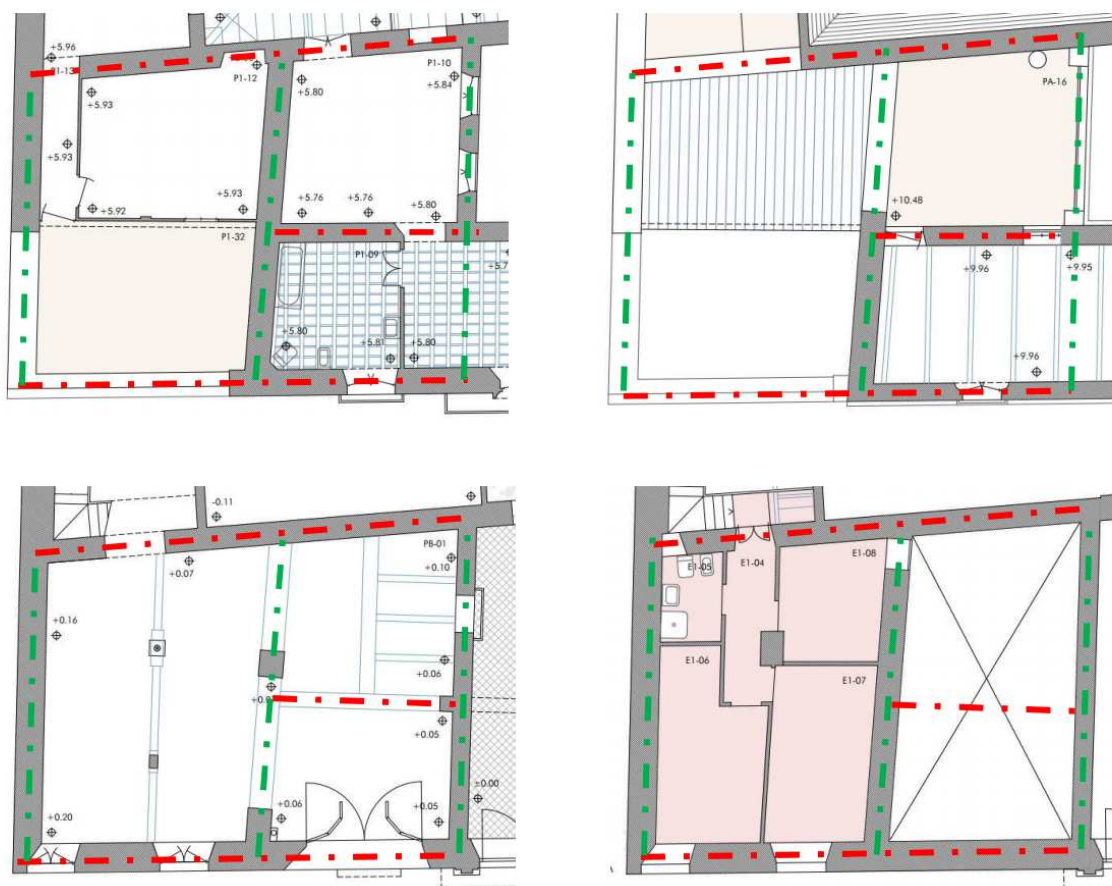 +5.96
P1-13
P1-12
+5.93
+5.93
+5.92
+5.93
P1-32
P1-10
+5.80
+5.84
+5.76
+5.76
+5.80
P1-09
+5.80
+5.81
+5.80
PA-16
+10.48
+9.96
+9.95
+9.96
-0.11
+0.07
+0.16
+0.20
PB-01
+0.10
+0.06
+0.05
+0.06
+0.05
±0.00
E1-05
E1-04
E1-08
E1-06
E1-07